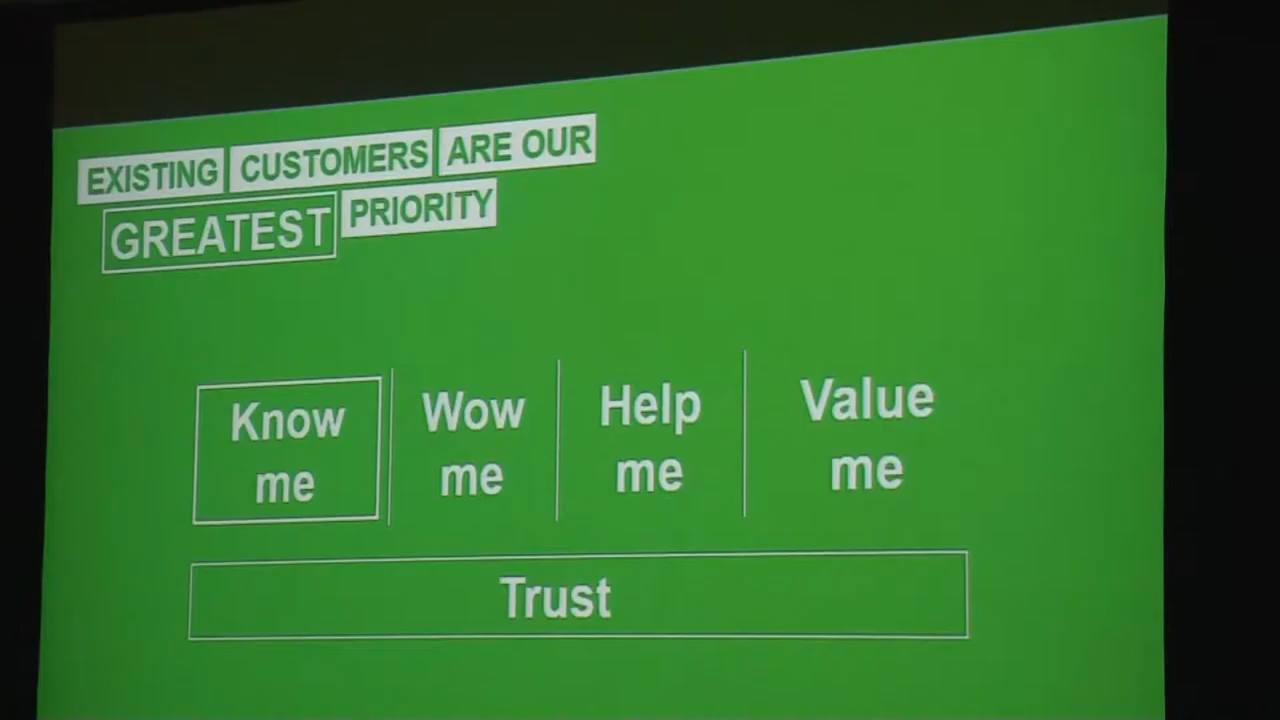 EXISTING CUSTOMERS ARE OUR
GREATEST PRIORITY
Know me
Wow me
Help me
Value me
Trust